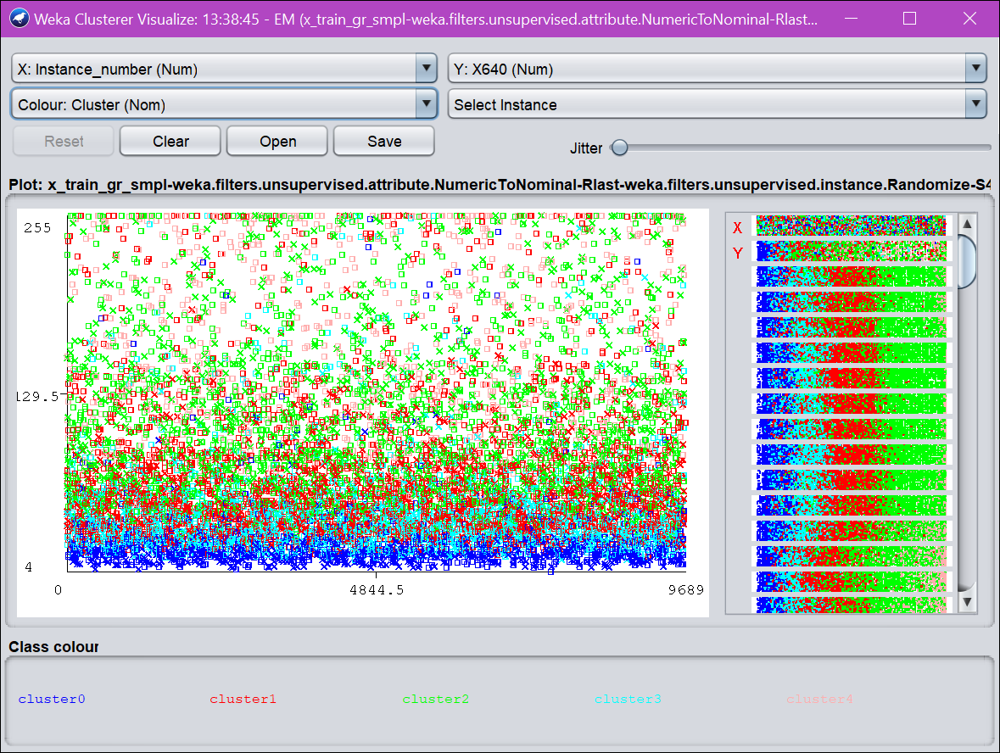 Weka Clusterer Visualize: 13:38:45 - EM (x_train_gr_smpl-weka.filters.unsupervised.attribute.NumericToNominal-Rlast...
X: Instance_number (Num)
Y: X640 (Num)
Colour: Cluster (Nom)
Select Instance
Reset
Clear
Open
Save
Jitter
Plot: x_train_gr_smpl-weka.filters.unsupervised.attribute.NumericToNominal-Rlast-weka.filters.unsupervised.instance.Randomize-S4
255
129.5
4
0
4844.5
9689
X
Y
Class colour
cluster0
cluster1
cluster2
cluster3
cluster4